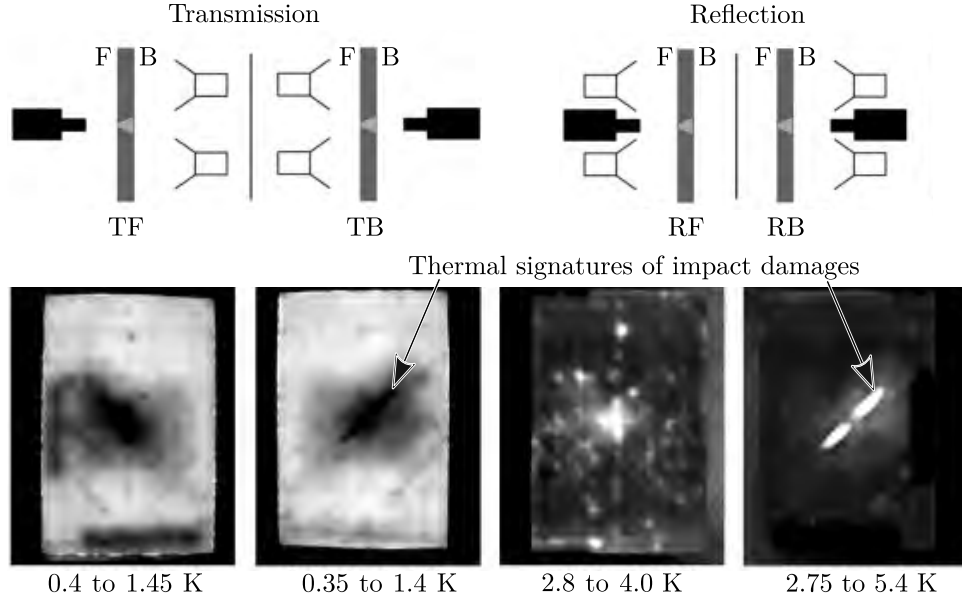 Transmission Reflection
F B F B F B F B
TF TB RF RB
Thermal signatures of impact damages
0.4 to 1.45 K 0.35 to 1.4 K 2.8 to 4.0 K 2.75 to 5.4 K